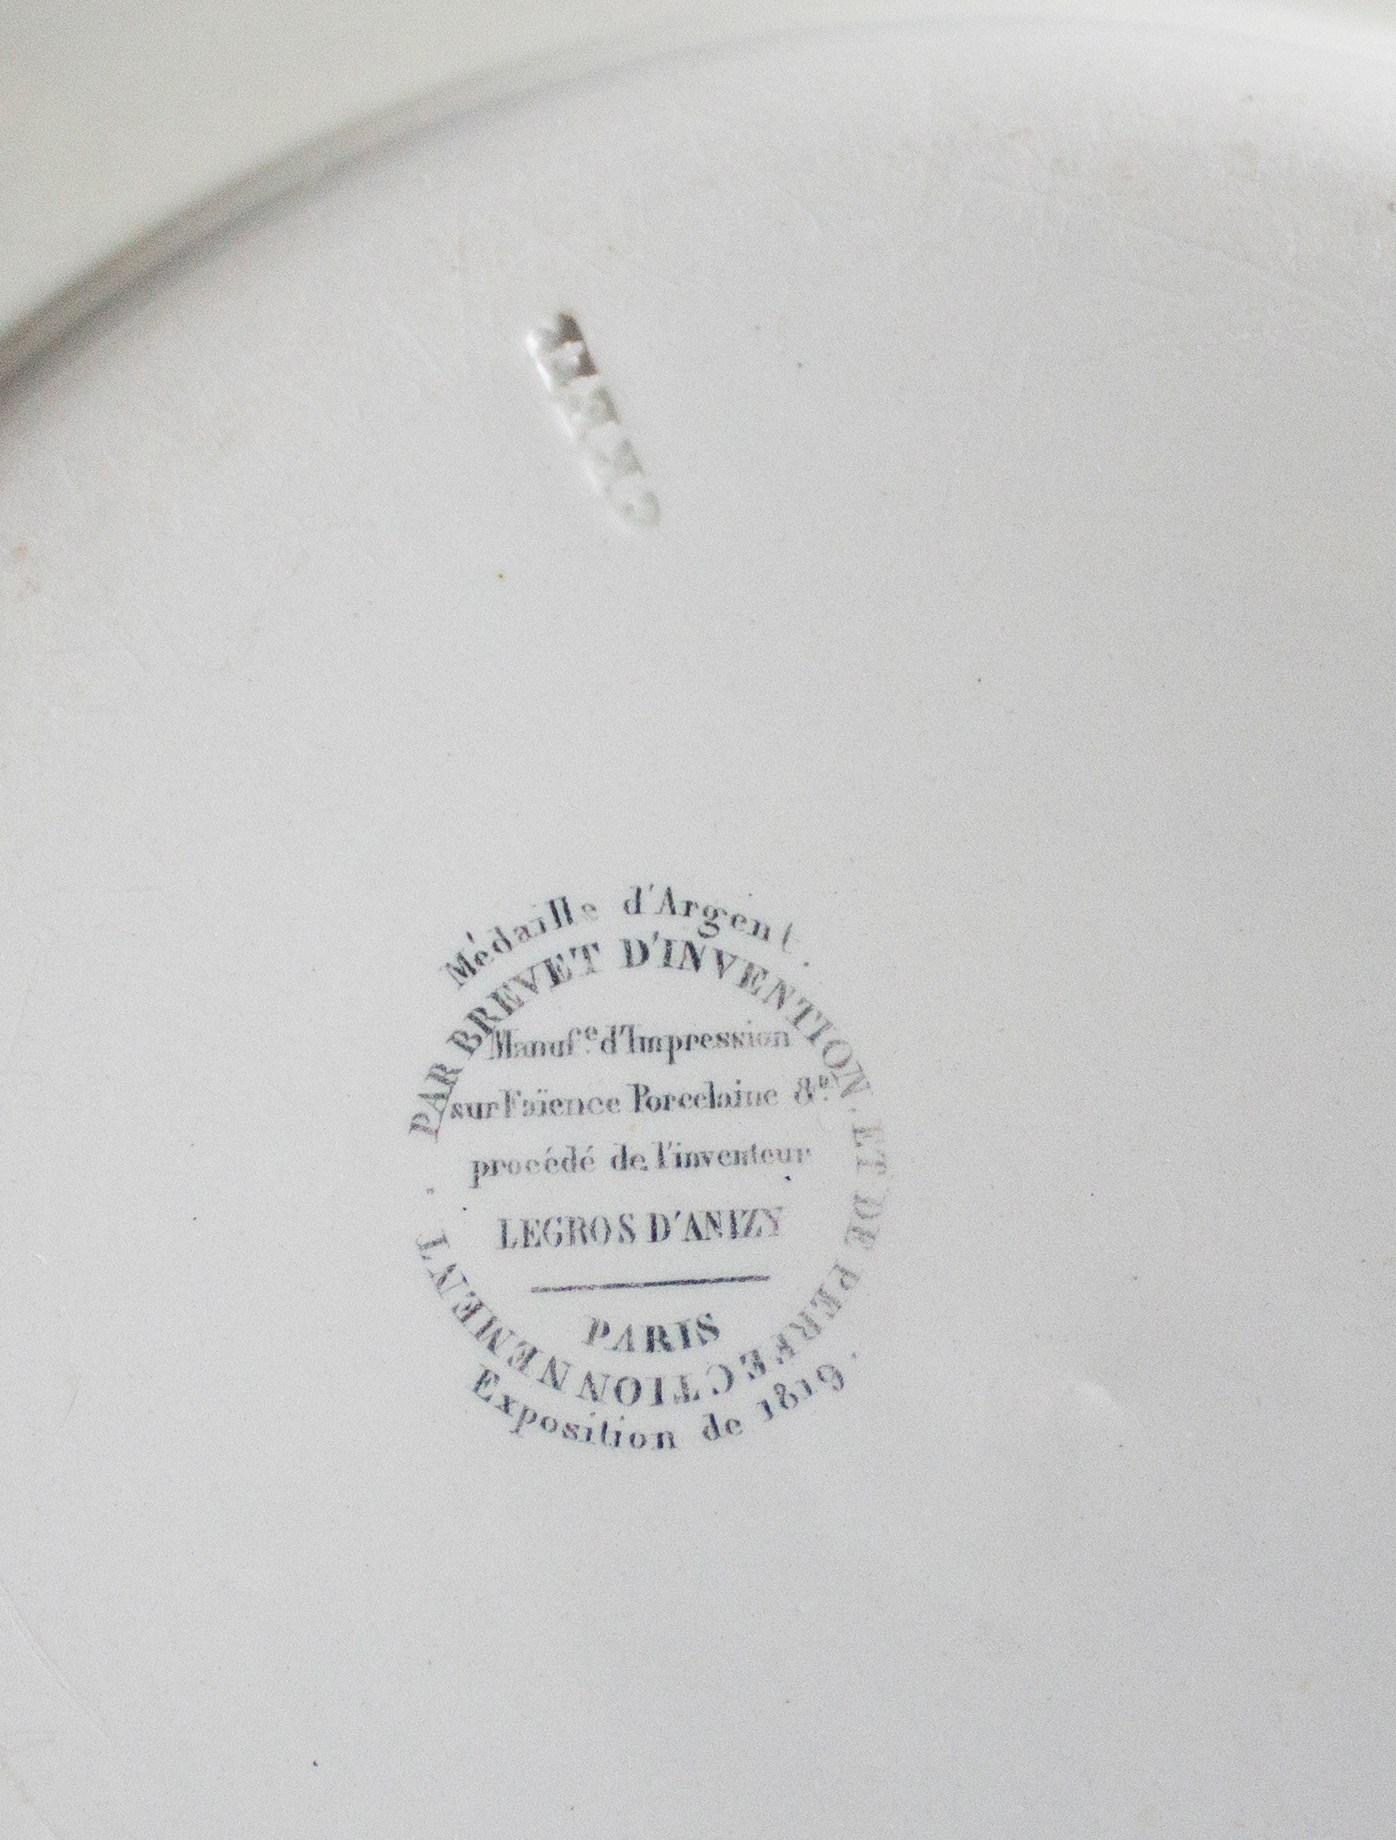 Médaille d'Argent.
PAR BREVET D'INVENTION. ET DE PERFECTIONNEMENT.
Manufce. d'Impression
sur Faïence Porcelaine &a.
procédé de l'inventeur
LEGROS D'ANIZY
PARIS
Exposition de 1819.